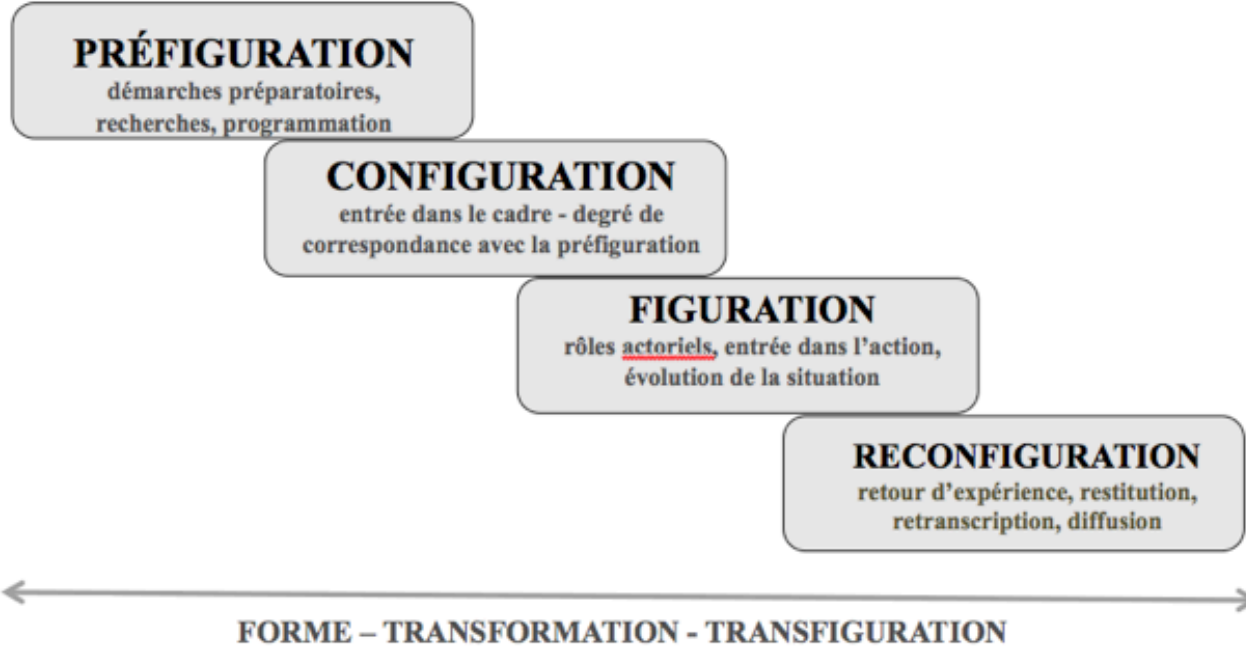 PRÉFIGURATION
démarches préparatoires,
recherches, programmation
CONFIGURATION
entrée dans le cadre - degré de
correspondance avec la préfiguration
FIGURATION
rôles actoriels, entrée dans l’action,
évolution de la situation
RECONFIGURATION
retour d’expérience, restitution,
retranscription, diffusion
FORME – TRANSFORMATION - TRANSFIGURATION